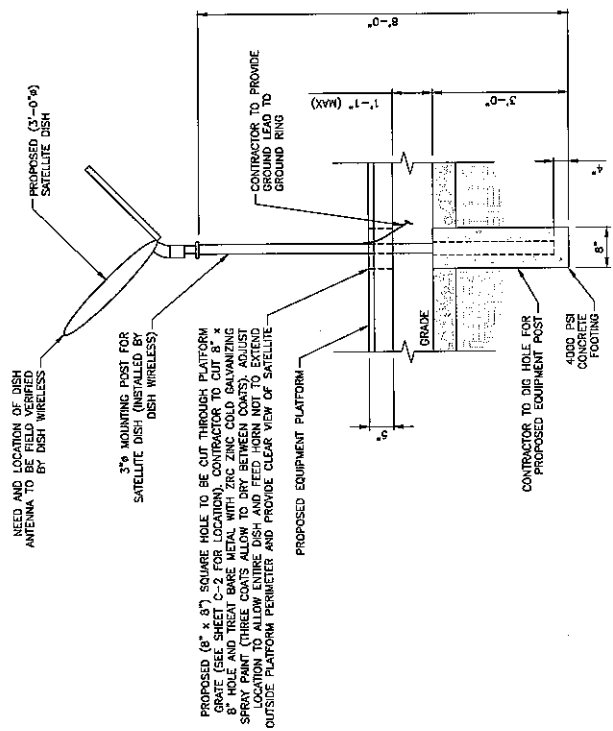 NEED AND LOCATION OF DISH
ANTENNA TO BE FIELD VERIFIED
BY DISH WIRELESS
PROPOSED (3'-0"ø)
SATELLITE DISH
3"ø MOUNTING POST FOR
SATELLITE DISH (INSTALLED BY
DISH WIRELESS)
PROPOSED (8" x 8") SQUARE HOLE TO BE CUT THROUGH PLATFORM
GRATE (SEE SHEET C-2 FOR LOCATION). CONTRACTOR TO CUT 8" x
8" HOLE AND TREAT BARE METAL WITH ZRC ZINC COLD GALVANIZING
SPRAY PAINT (THREE COATS ALLOW TO DRY BETWEEN COATS). ADJUST
LOCATION TO ALLOW ENTIRE DISH AND FEED HORN NOT TO EXTEND
OUTSIDE PLATFORM PERIMETER AND PROVIDE CLEAR VIEW OF SATELLITE
CONTRACTOR TO PROVIDE
GROUND LEAD TO
GROUND RING
PROPOSED EQUIPMENT PLATFORM
GRADE
5"
8'-0"
1'-1" (MAX)
3'-0"
4"
8"
CONTRACTOR TO DIG HOLE FOR
PROPOSED EQUIPMENT POST
4000 PSI
CONCRETE
FOOTING